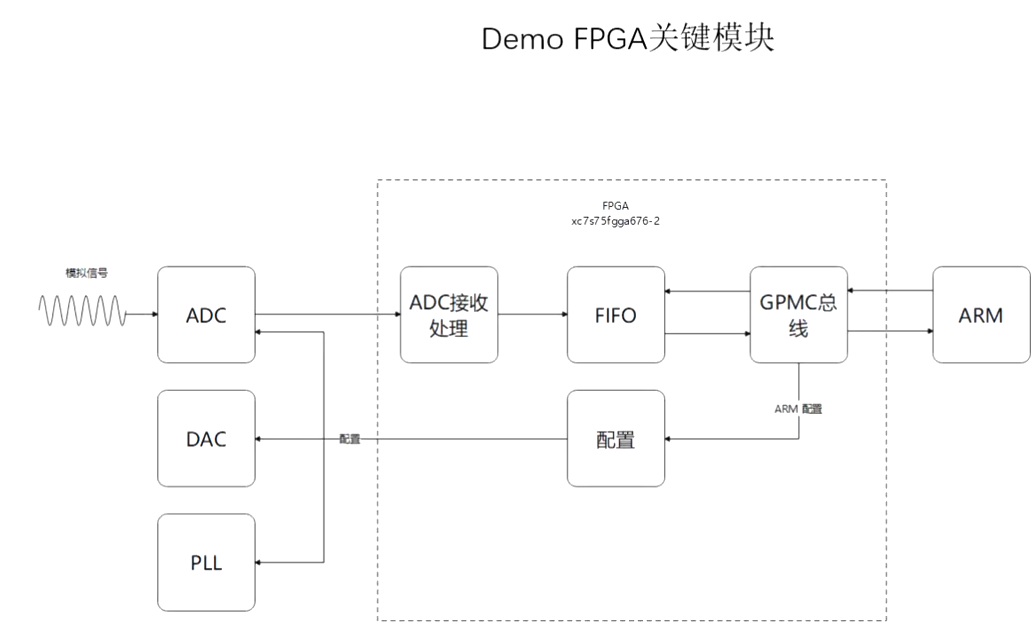 Demo FPGA关键模块
FPGA
xc7s75fgga676-2
模拟信号
ADC
ADC接收
处理
FIFO
GPMC总
线
ARM
ARM 配置
DAC
配置
配置
PLL